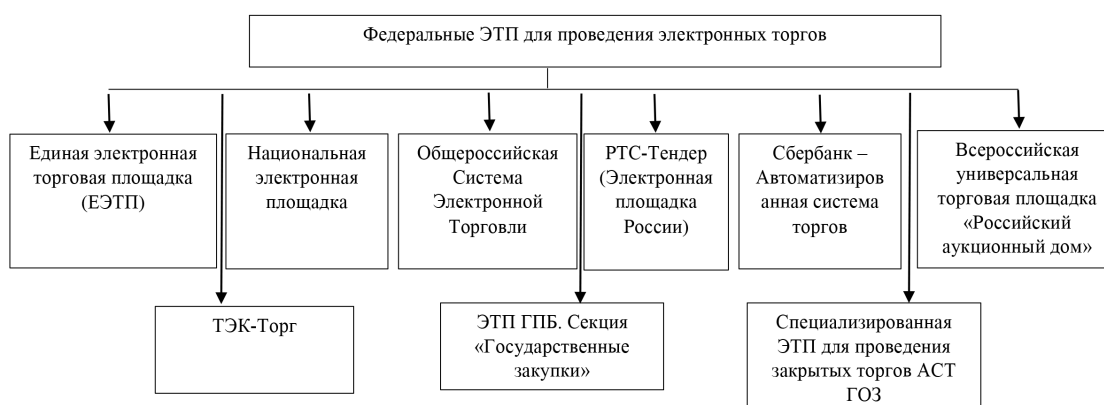 Федеральные ЭТП для проведения электронных торгов
Единая электронная
торговая площадка
(ЕЭТП)
Национальная
электронная
площадка
Общероссийская
Система
Электронной
Торговли
РТС-Тендер
(Электронная
площадка
России)
Сбербанк –
Автоматизиров
анная система
торгов
Всероссийская
универсальная
торговая площадка
«Российский
аукционный дом»
ТЭК-Торг
ЭТП ГПБ. Секция
«Государственные
закупки»
Специализированная
ЭТП для проведения
закрытых торгов АСТ
ГОЗ